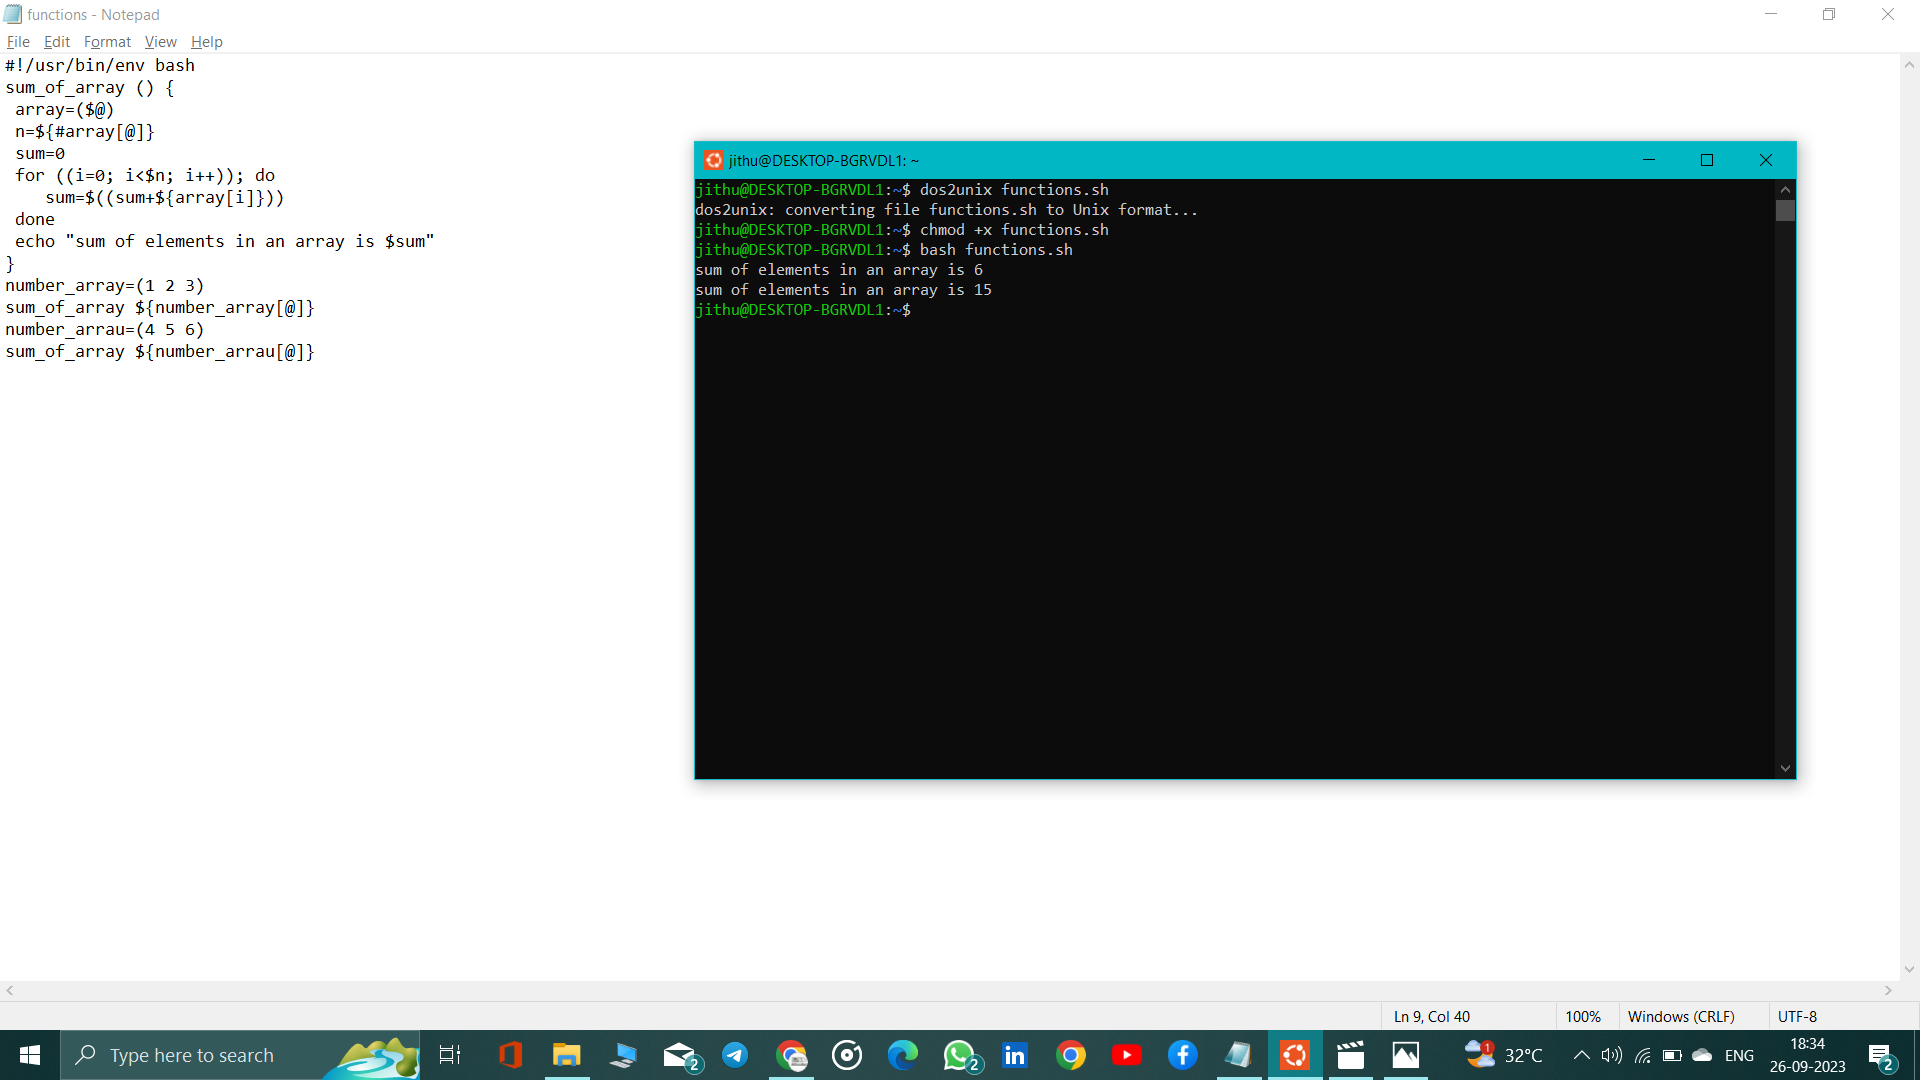 functions - Notepad
File Edit Format View Help
#!/usr/bin/env bash
sum_of_array () {
 array=($@)
 n=${#array[@]}
 sum=0
 for ((i=0; i<$n; i++)); do
    sum=$((sum+${array[i]}))
 done
 echo "sum of elements in an array is $sum"
}
number_array=(1 2 3)
sum_of_array ${number_array[@]}
number_arrau=(4 5 6)
sum_of_array ${number_arrau[@]}
jithu@DESKTOP-BGRVDL1: ~
jithu@DESKTOP-BGRVDL1:~$ dos2unix functions.sh
dos2unix: converting file functions.sh to Unix format...
jithu@DESKTOP-BGRVDL1:~$ chmod +x functions.sh
jithu@DESKTOP-BGRVDL1:~$ bash functions.sh
sum of elements in an array is 6
sum of elements in an array is 15
jithu@DESKTOP-BGRVDL1:~$
Ln 9, Col 40 100% Windows (CRLF) UTF-8
Type here to search 2 2 in 1 32°C ENG 18:34 2
26-09-2023